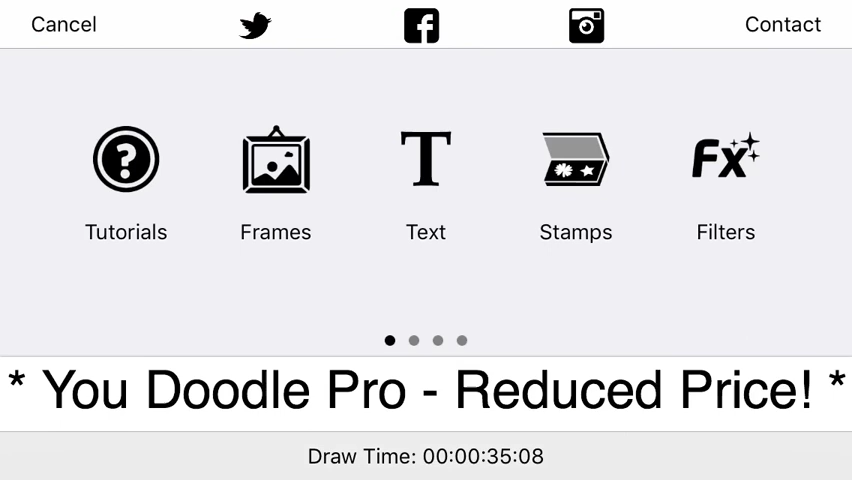 Cancel Contact
Tutorials Frames Text Stamps Filters
* You Doodle Pro - Reduced Price! *
Draw Time: 00:00:35:08